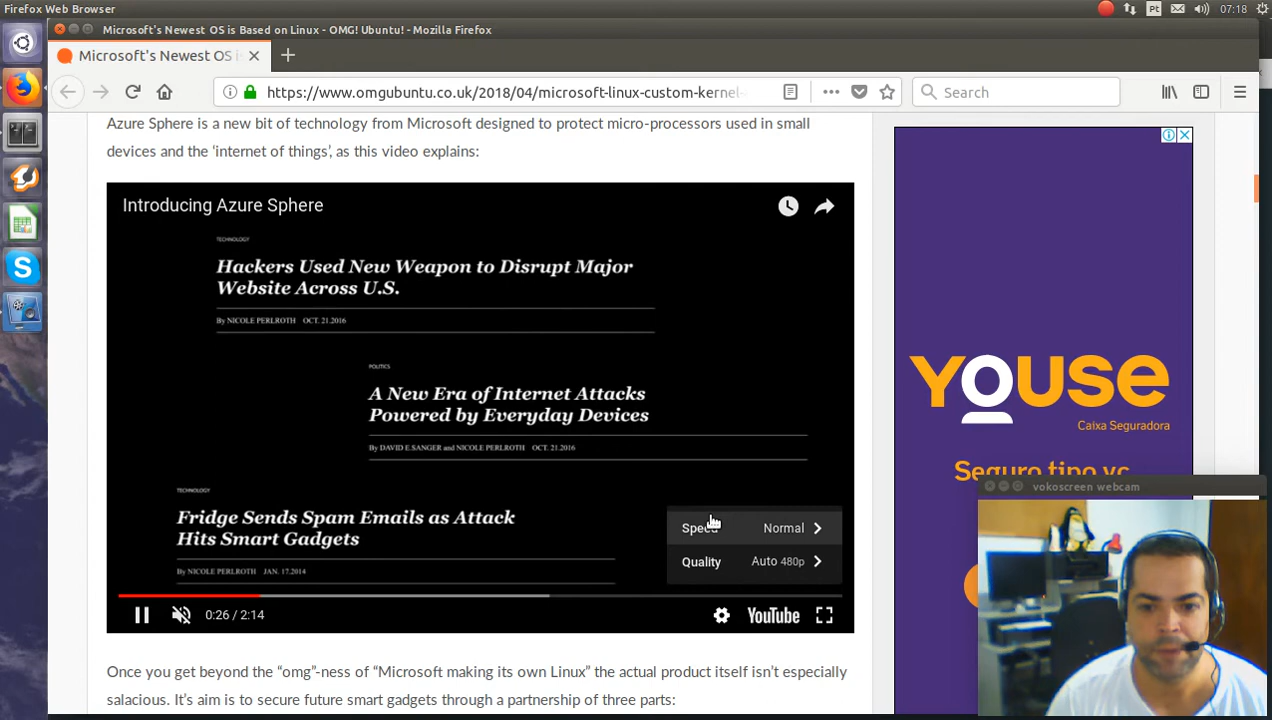 Firefox Web Browser
Pt
07:18
Microsoft's Newest OS is Based on Linux - OMG! Ubuntu! - Mozilla Firefox
Microsoft's Newest OS is
https://www.omgubuntu.co.uk/2018/04/microsoft-linux-custom-kernel-
Search
Azure Sphere is a new bit of technology from Microsoft designed to protect micro-processors used in small
devices and the ‘internet of things’, as this video explains:
Introducing Azure Sphere
TECHNOLOGY
Hackers Used New Weapon to Disrupt Major
Website Across U.S.
By NICOLE PERLROTH OCT. 21.2016
POLITICS
A New Era of Internet Attacks
Powered by Everyday Devices
By DAVID E.SANGER and NICOLE PERLROTH OCT. 21.2016
TECHNOLOGY
Fridge Sends Spam Emails as Attack
Hits Smart Gadgets
By NICOLE PERLROTH JAN. 17.2014
Speed Normal
Quality Auto 480p
0:26 / 2:14
YouTube
Once you get beyond the “omg”-ness of “Microsoft making its own Linux” the actual product itself isn’t especially
salacious. It’s aim is to secure future smart gadgets through a partnership of three parts:
YOUSE
Caixa Seguradora
Seguro tipo vc
vokoscreen webcam